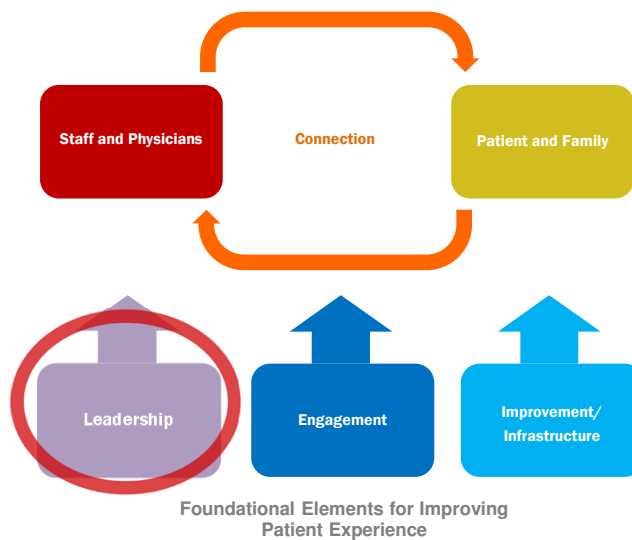 Staff and Physicians
Connection
Patient and Family
Leadership
Engagement
Improvement/
Infrastructure
Foundational Elements for Improving
Patient Experience